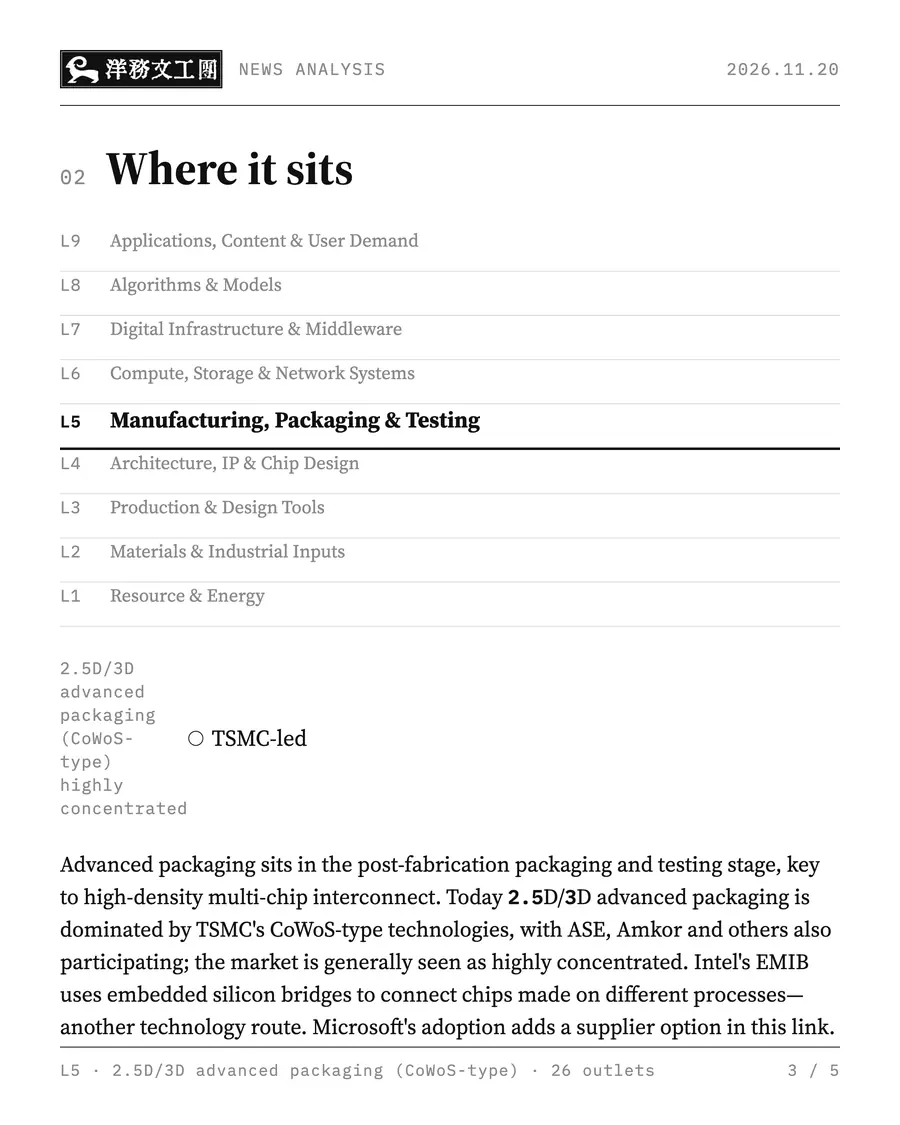 洋務文工團 NEWS ANALYSIS 2026.11.20
02 Where it sits
L9 Applications, Content & User Demand
L8 Algorithms & Models
L7 Digital Infrastructure & Middleware
L6 Compute, Storage & Network Systems
L5 Manufacturing, Packaging & Testing
L4 Architecture, IP & Chip Design
L3 Production & Design Tools
L2 Materials & Industrial Inputs
L1 Resource & Energy
2.5D/3D
advanced
packaging
(CoWoS-
type)
highly
concentrated
○ TSMC-led
Advanced packaging sits in the post-fabrication packaging and testing stage, key
to high-density multi-chip interconnect. Today 2.5D/3D advanced packaging is
dominated by TSMC's CoWoS-type technologies, with ASE, Amkor and others also
participating; the market is generally seen as highly concentrated. Intel's EMIB
uses embedded silicon bridges to connect chips made on different processes—
another technology route. Microsoft's adoption adds a supplier option in this link.
L5 · 2.5D/3D advanced packaging (CoWoS-type) · 26 outlets 3 / 5